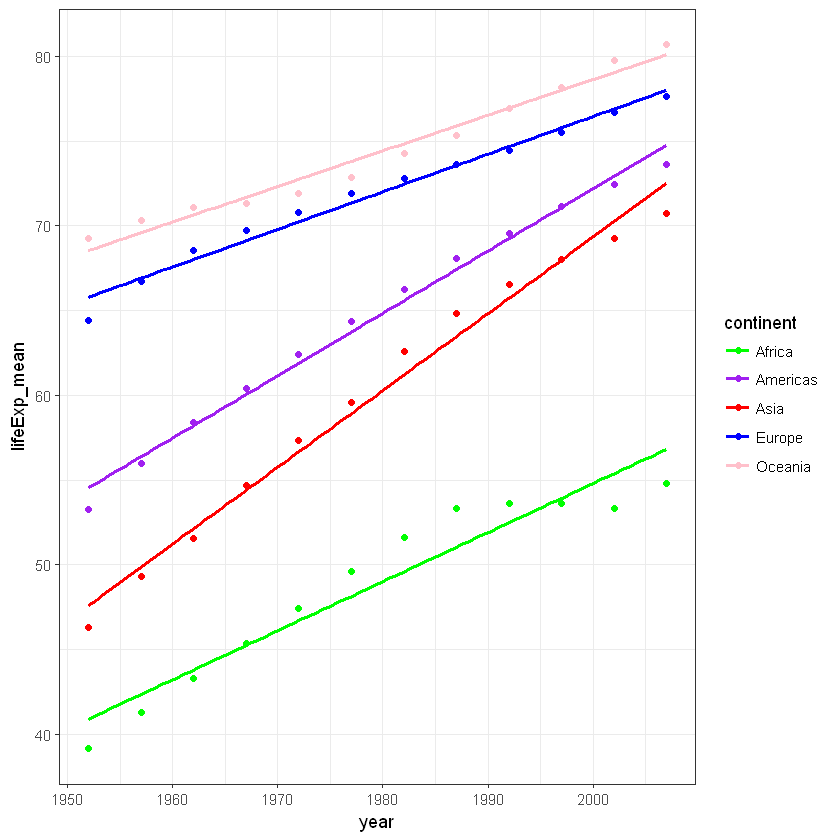 80
70
60
50
40
lifeExp_mean
1950 1960 1970 1980 1990 2000
year
continent
Africa
Americas
Asia
Europe
Oceania